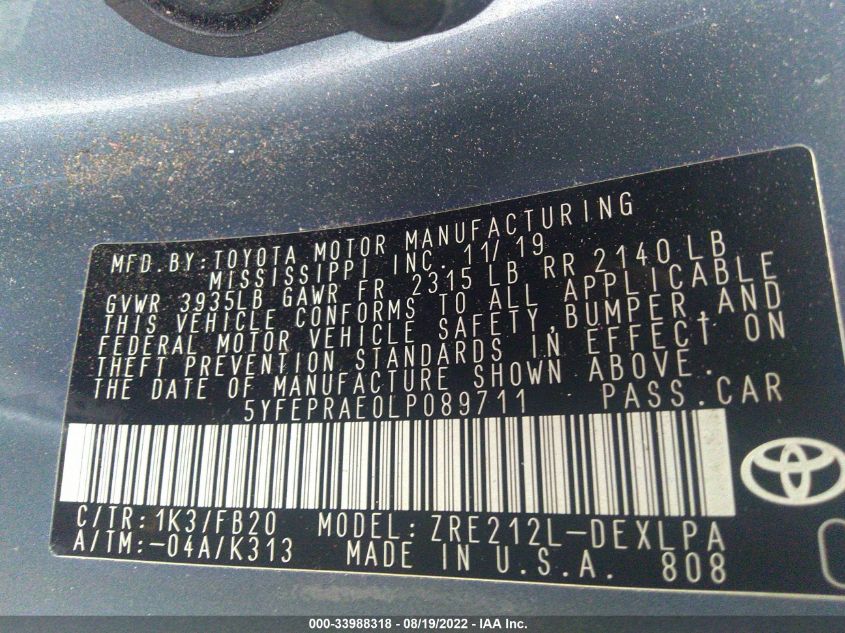 MFD.BY:TOYOTA MOTOR MANUFACTURING
MISSISSIPPI INC. 11/19
GVWR 3935LB GAWR FR 2315 LB RR 2140 LB
THIS VEHICLE CONFORMS TO ALL APPLICABLE
FEDERAL MOTOR VEHICLE SAFETY,BUMPER,AND
THEFT PREVENTION STANDARDS IN EFFECT ON
THE DATE OF MANUFACTURE SHOWN ABOVE.
5YFEPRAE0LP089711 PASS.CAR
C/TR: 1K3/FB20 MODEL: ZRE212L-DEXLPA
A/TM:-04A/K313 MADE IN U.S.A. 808
000-33988318 - 08/19/2022 - IAA Inc.